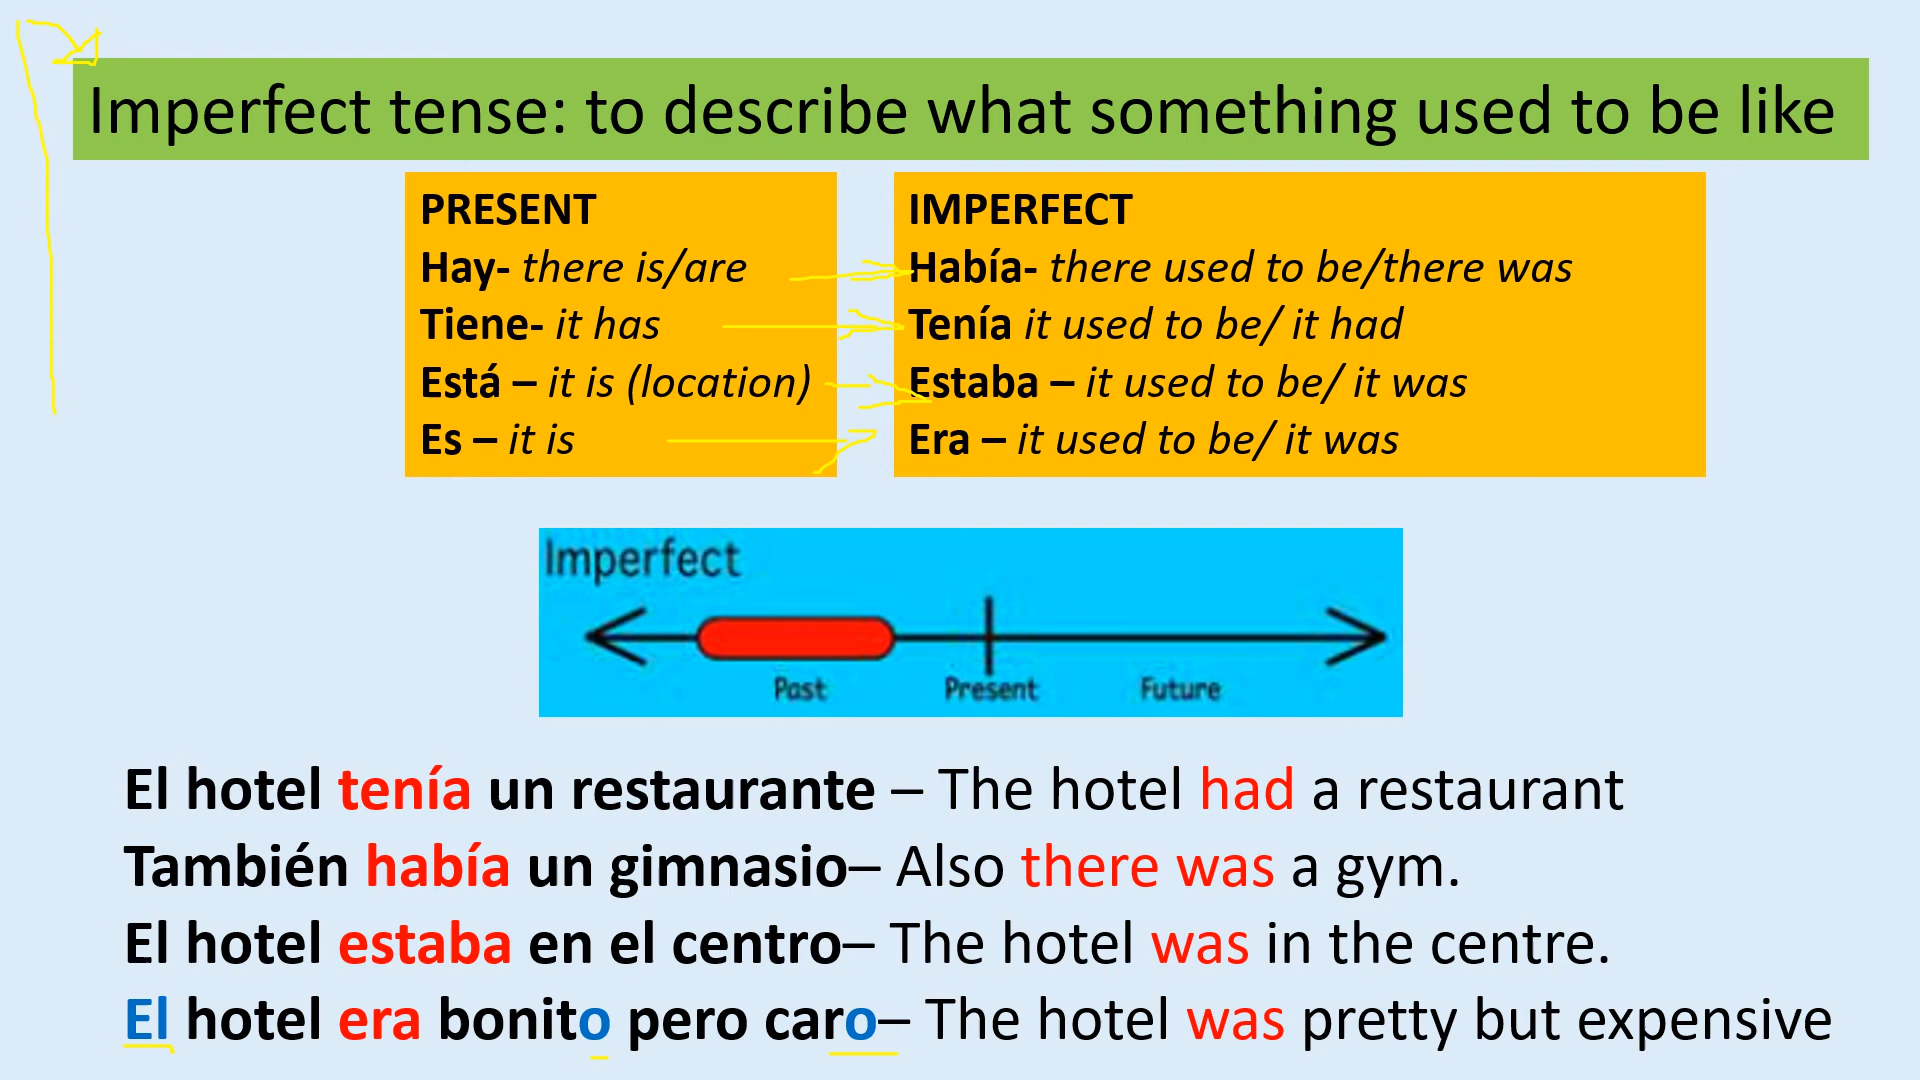 Imperfect tense: to describe what something used to be like
PRESENT
Hay- there is/are
Tiene- it has
Está – it is (location)
Es – it is
IMPERFECT
Había- there used to be/there was
Tenía it used to be/ it had
Estaba – it used to be/ it was
Era – it used to be/ it was
Imperfect
Past Present Future
El hotel tenía un restaurante – The hotel had a restaurant
También había un gimnasio– Also there was a gym.
El hotel estaba en el centro– The hotel was in the centre.
El hotel era bonito pero caro– The hotel was pretty but expensive